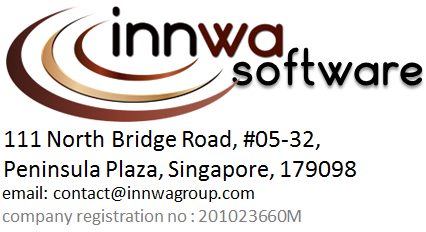 innwa
software
111 North Bridge Road, #05-32,
Peninsula Plaza, Singapore, 179098
email: contact@innwagroup.com
company registration no : 201023660M